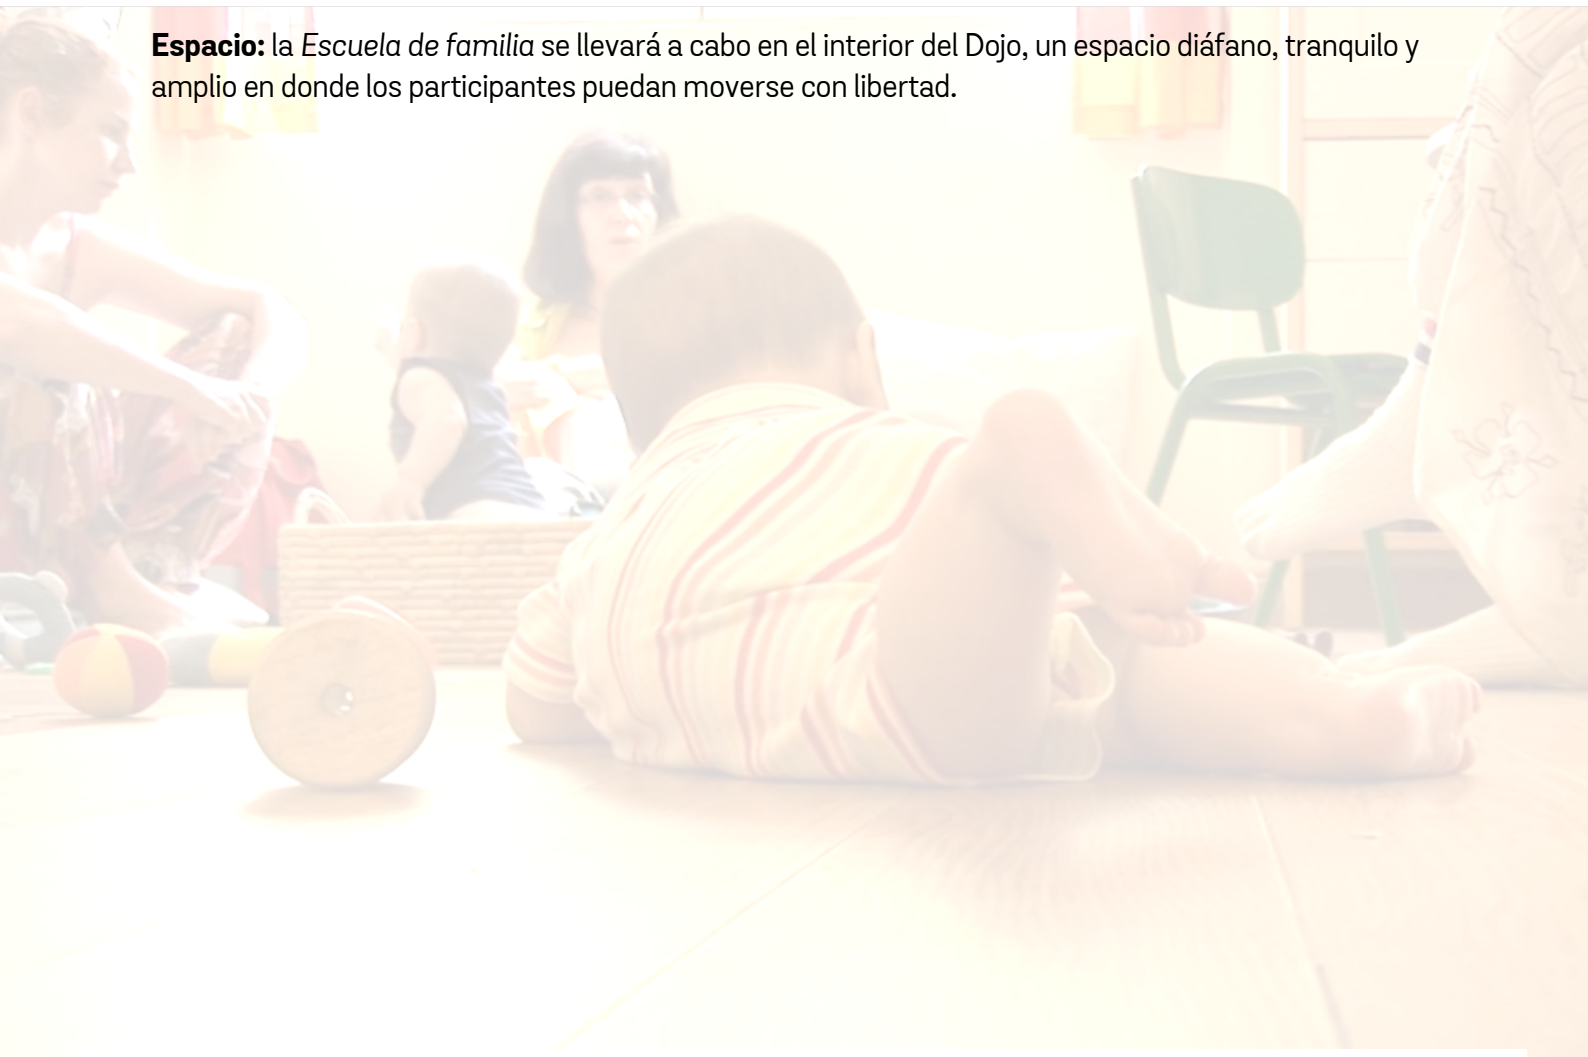 Espacio: la Escuela de familia se llevará a cabo en el interior del Dojo, un espacio diáfano, tranquilo y
amplio en donde los participantes puedan moverse con libertad.